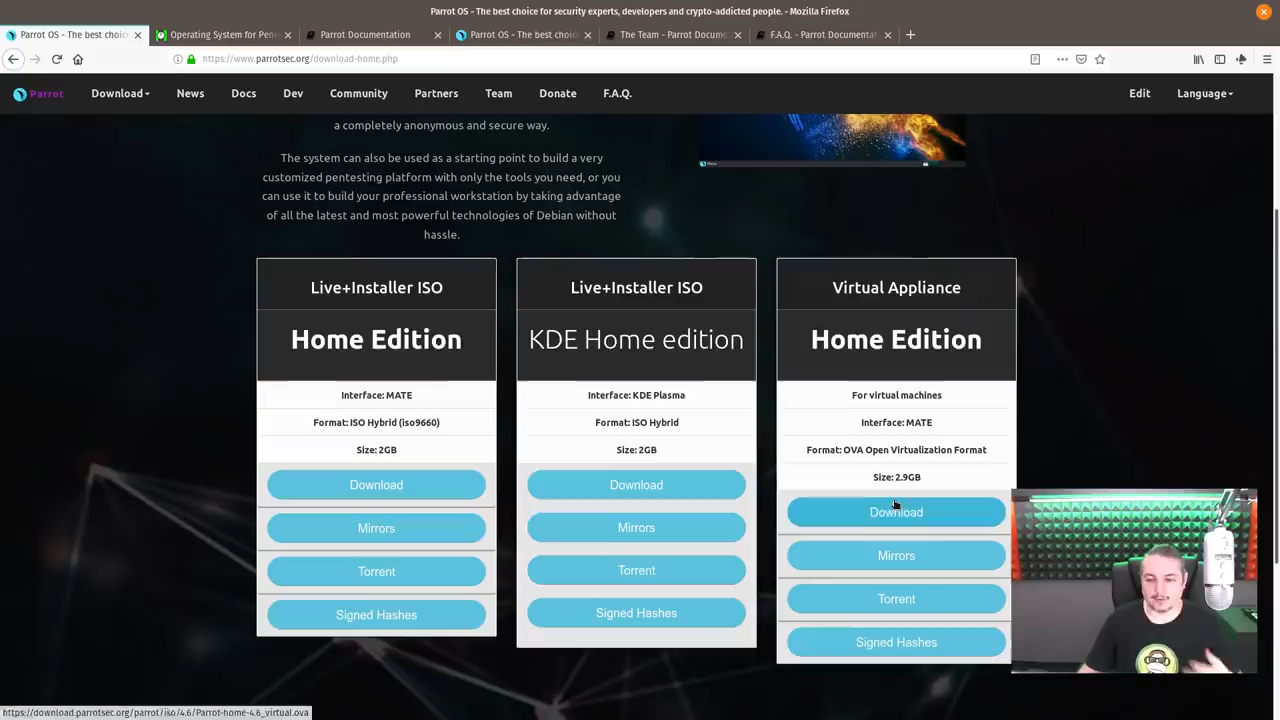 Parrot OS - The best choice for security experts, developers and crypto-addicted people. - Mozilla Firefox
Parrot OS - The best choic
Operating System for Pene
Parrot Documentation
Parrot OS - The best choic
The Team - Parrot Docume
F.A.Q. - Parrot Documentat
https://www.parrotsec.org/download-home.php
Parrot
Download
News
Docs
Dev
Community
Partners
Team
Donate
F.A.Q.
Edit
Language
a completely anonymous and secure way.
The system can also be used as a starting point to build a very
customized pentesting platform with only the tools you need, or you
can use it to build your professional workstation by taking advantage
of all the latest and most powerful technologies of Debian without
hassle.
Live+Installer ISO
Home Edition
Interface: MATE
Format: ISO Hybrid (iso9660)
Size: 2GB
Download
Mirrors
Torrent
Signed Hashes
Live+Installer ISO
KDE Home edition
Interface: KDE Plasma
Format: ISO Hybrid
Size: 2GB
Download
Mirrors
Torrent
Signed Hashes
Virtual Appliance
Home Edition
For virtual machines
Interface: MATE
Format: OVA Open Virtualization Format
Size: 2.9GB
Download
Mirrors
Torrent
Signed Hashes
https://download.parrotsec.org/parrot/iso/4.6/Parrot-home-4.6_virtual.ova